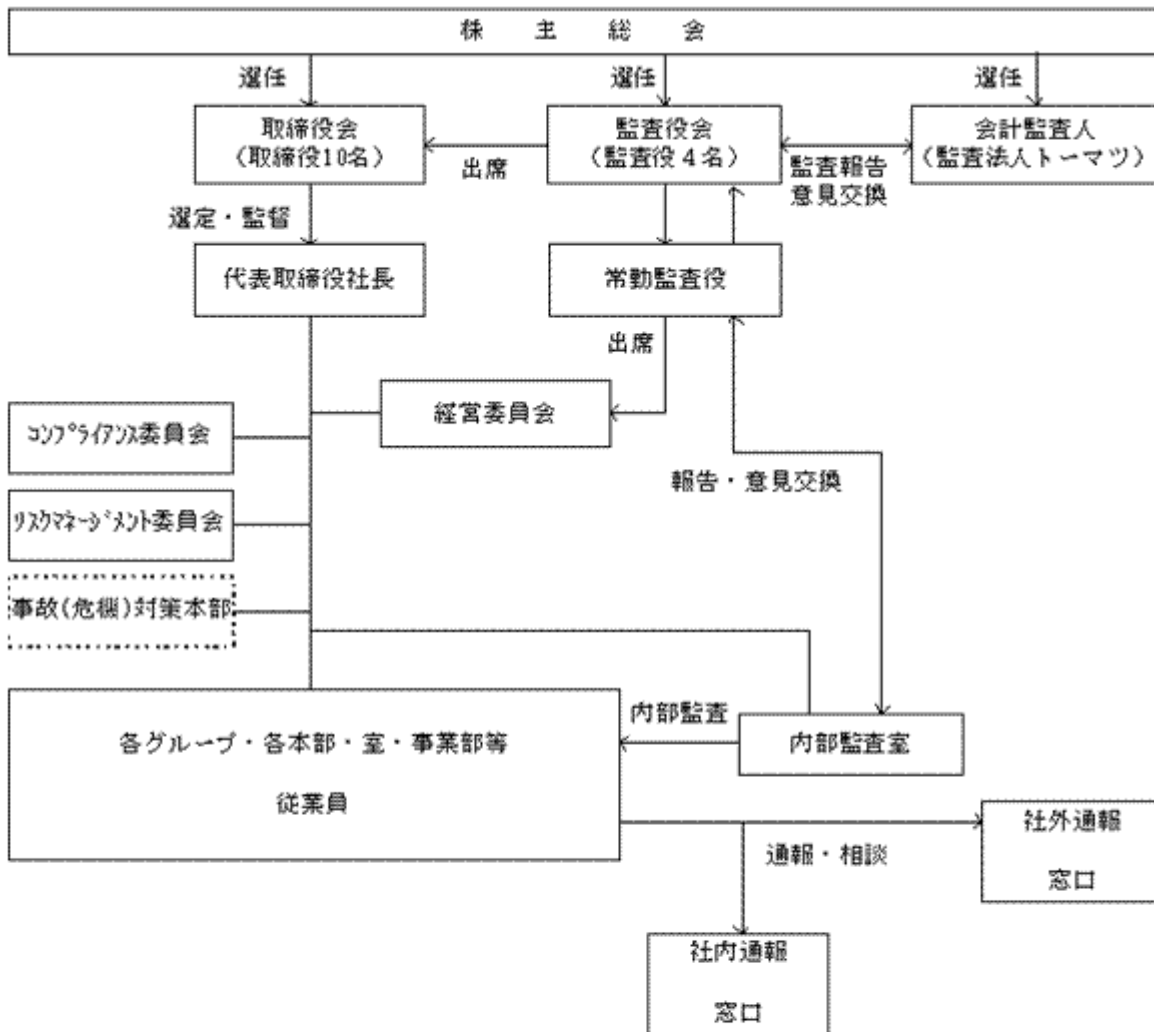 株主総会
選任
選任
選任
取締役会
(取締役10名)
監査役会
(監査役4名)
会計監査人
(監査法人トーマツ)
出席
監査報告
意見交換
選定・監督
代表取締役社長
常勤監査役
出席
経営委員会
コンプライアンス委員会
報告・意見交換
リスクマネージメント委員会
事故(危機)対策本部
内部監査
内部監査室
各グループ・各本部・室・事業部等
従業員
社外通報
窓口
通報・相談
社内通報
窓口